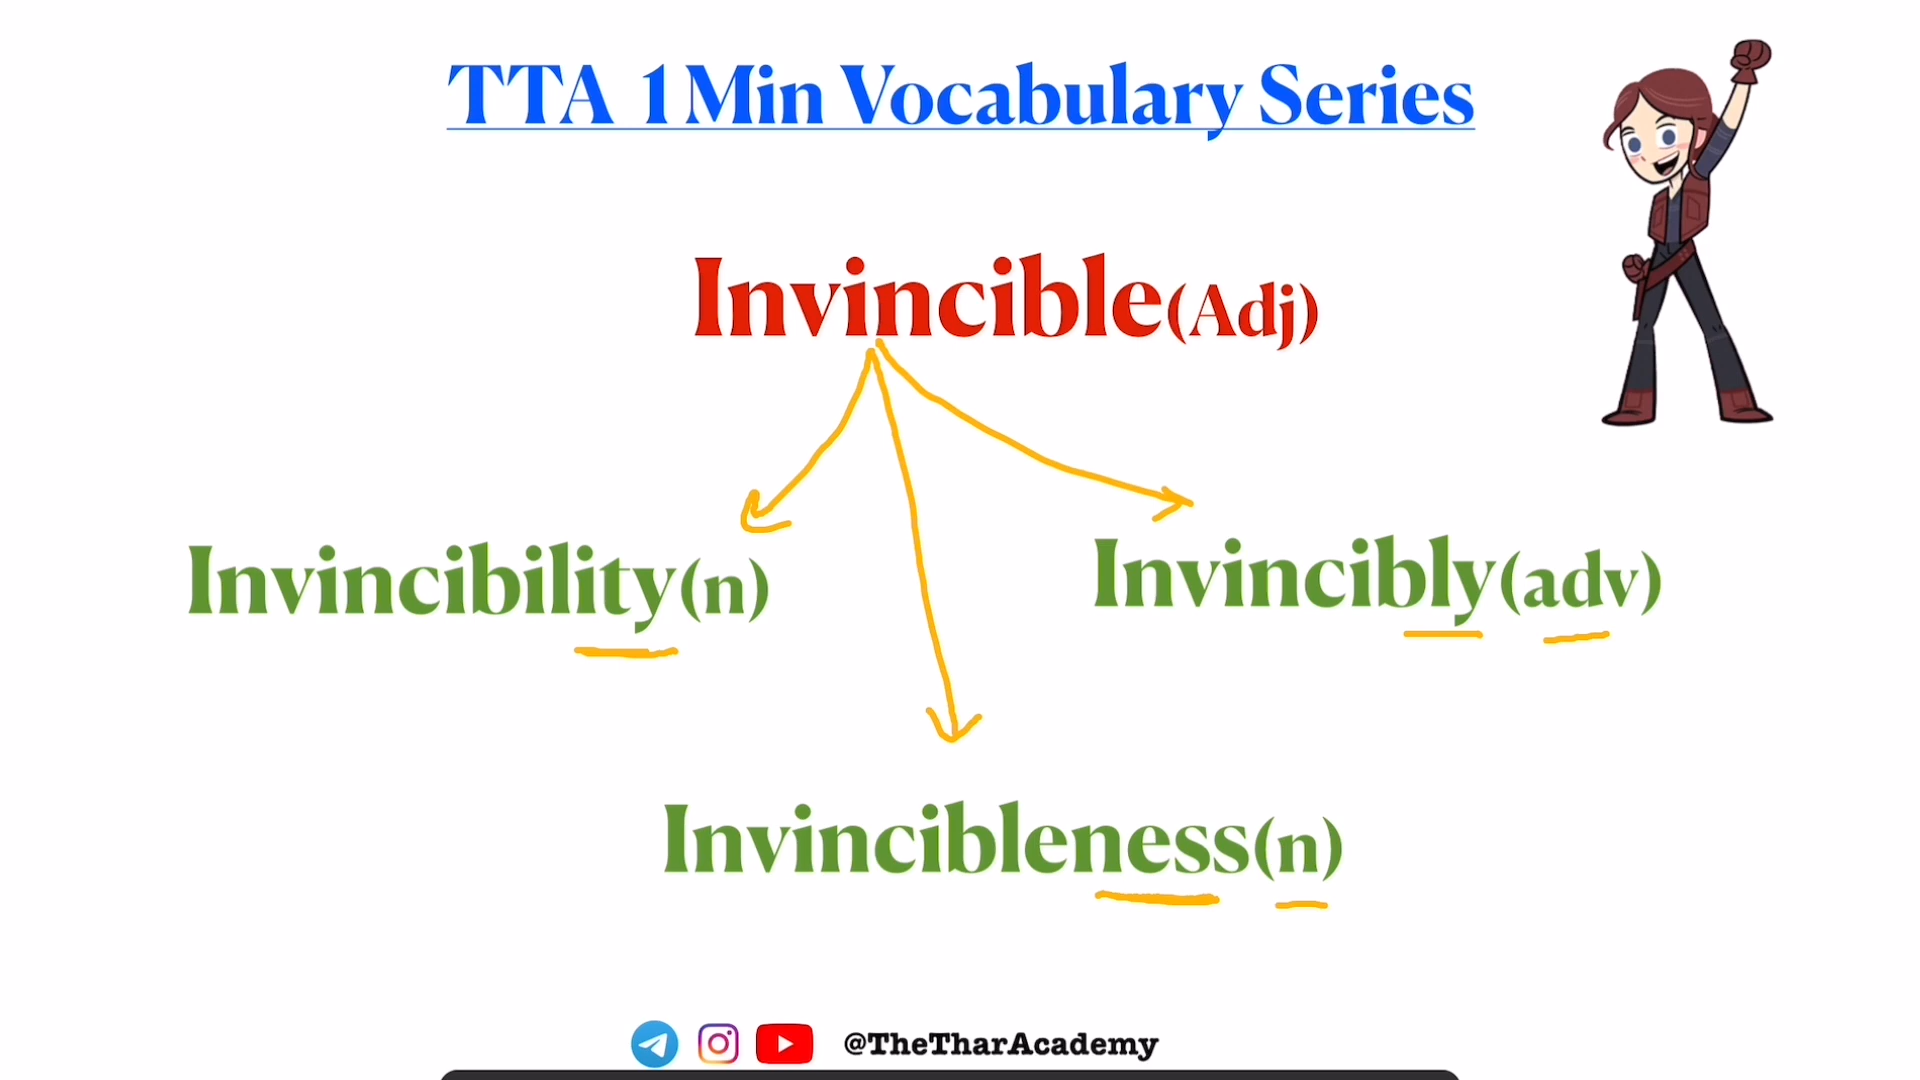 TTA 1 Min Vocabulary Series
Invincible(Adj)
Invincibility(n)
Invincibly(adv)
Invincibleness(n)
@TheTharAcademy